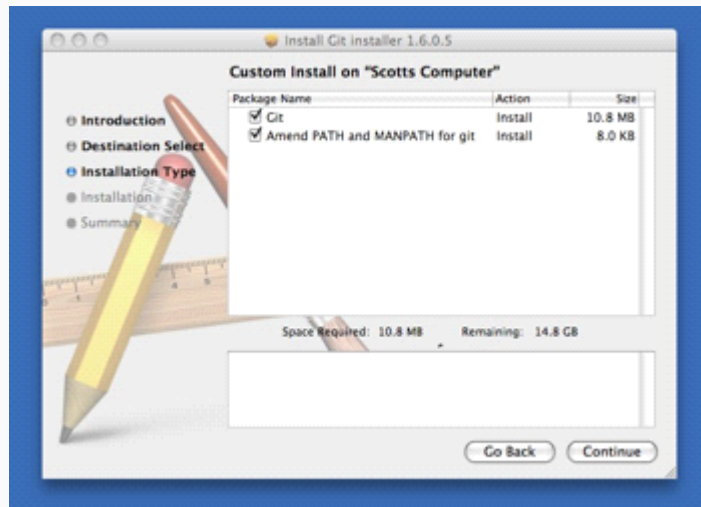 Install Git installer 1.6.0.5
Custom Install on "Scotts Computer"
Introduction
Destination Select
Installation Type
Installation
Summary
Package Name Action Size
Git Install 10.8 MB
Amend PATH and MANPATH for git Install 8.0 KB
Space Required: 10.8 MB Remaining: 14.8 GB
Go Back Continue